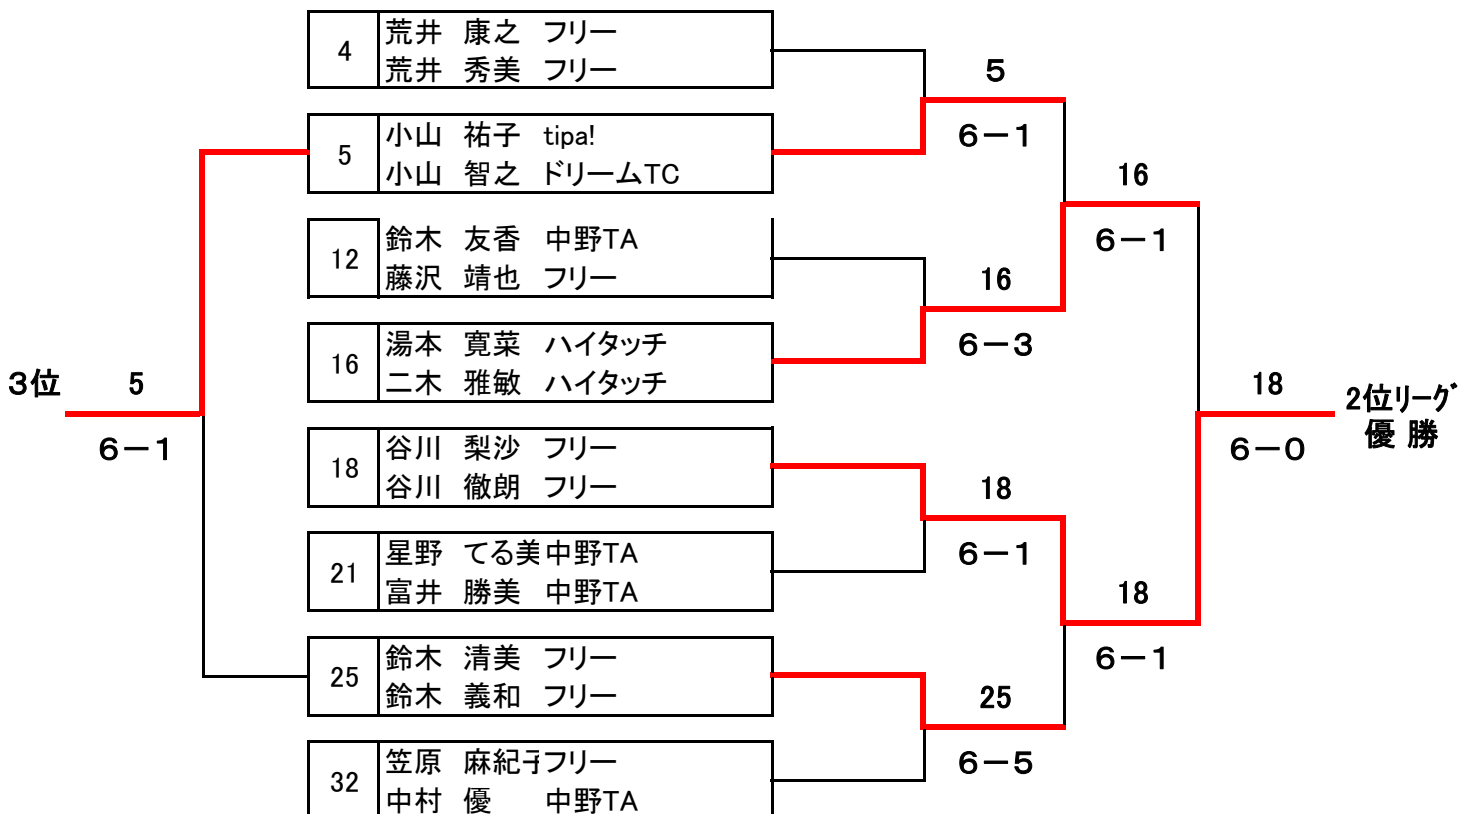 4
荒井 康之 フリー
荒井 秀美 フリー
5
6－1
5
小山 祐子 tipa!
小山 智之 ドリームTC
16
6－1
12
鈴木 友香 中野TA
藤沢 靖也 フリー
16
6－3
16
湯本 寛菜 ハイタッチ
二木 雅敏 ハイタッチ
3位
5
6－1
18
6－0
2位リーグ
優 勝
18
谷川 梨沙 フリー
谷川 徹朗 フリー
18
6－1
21
星野 てる美 中野TA
富井 勝美 中野TA
18
6－1
25
鈴木 清美 フリー
鈴木 義和 フリー
25
6－5
32
笠原 麻紀子 フリー
中村 優 中野TA